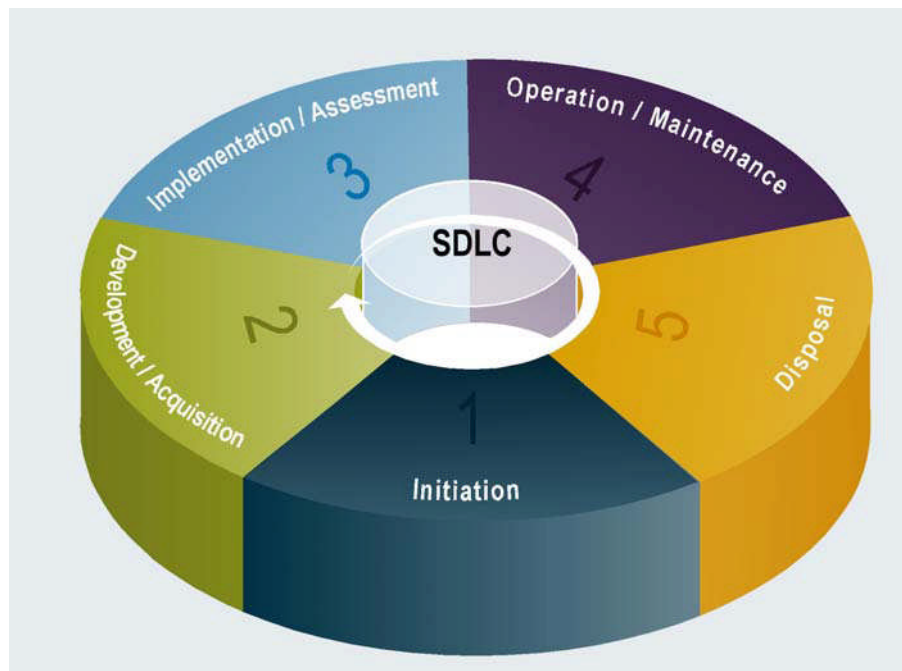 SDLC
1
Initiation
2
Development / Acquisition
3
Implementation / Assessment
4
Operation / Maintenance
5
Disposal